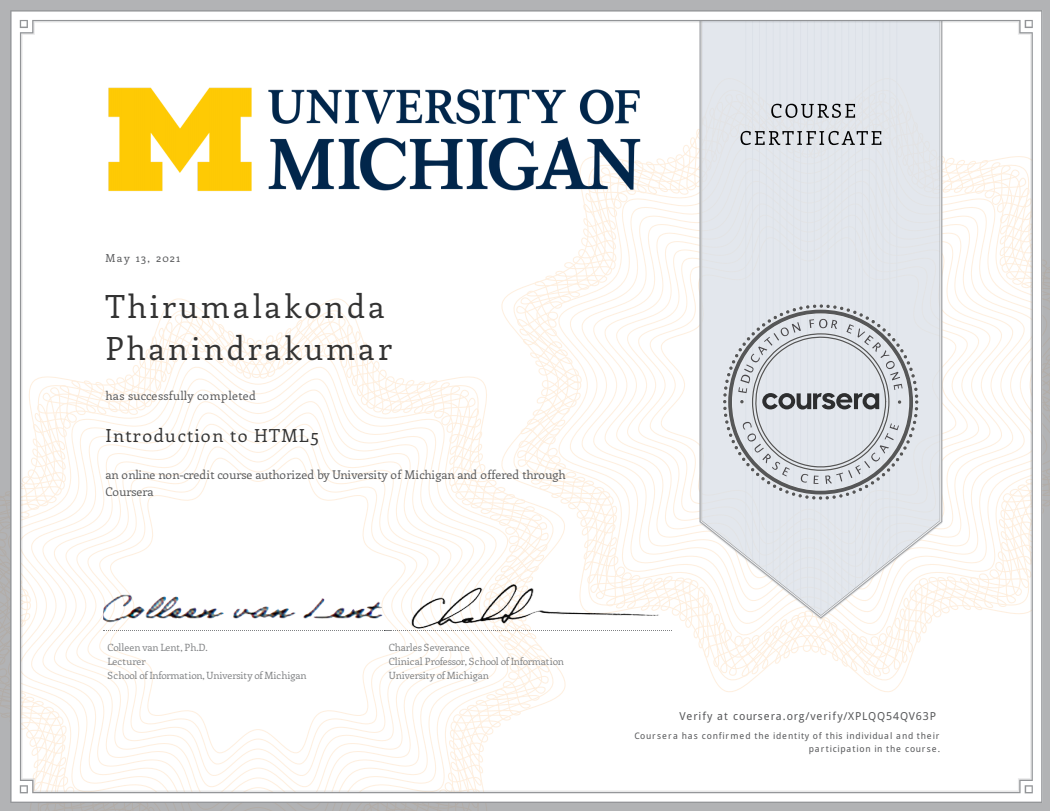 UNIVERSITY OF
MICHIGAN
COURSE
CERTIFICATE
May 13, 2021
Thirumalakonda
Phanindrakumar
has successfully completed
Introduction to HTML5
an online non-credit course authorized by University of Michigan and offered through
Coursera
EDUCATION FOR EVERYONE
coursera
COURSE CERTIFICATE
Colleen van Lent
Colleen van Lent, Ph.D.
Lecturer
School of Information, University of Michigan
Charles Severance
Clinical Professor, School of Information
University of Michigan
Verify at coursera.org/verify/XPLQQ54QV63P
Coursera has confirmed the identity of this individual and their
participation in the course.